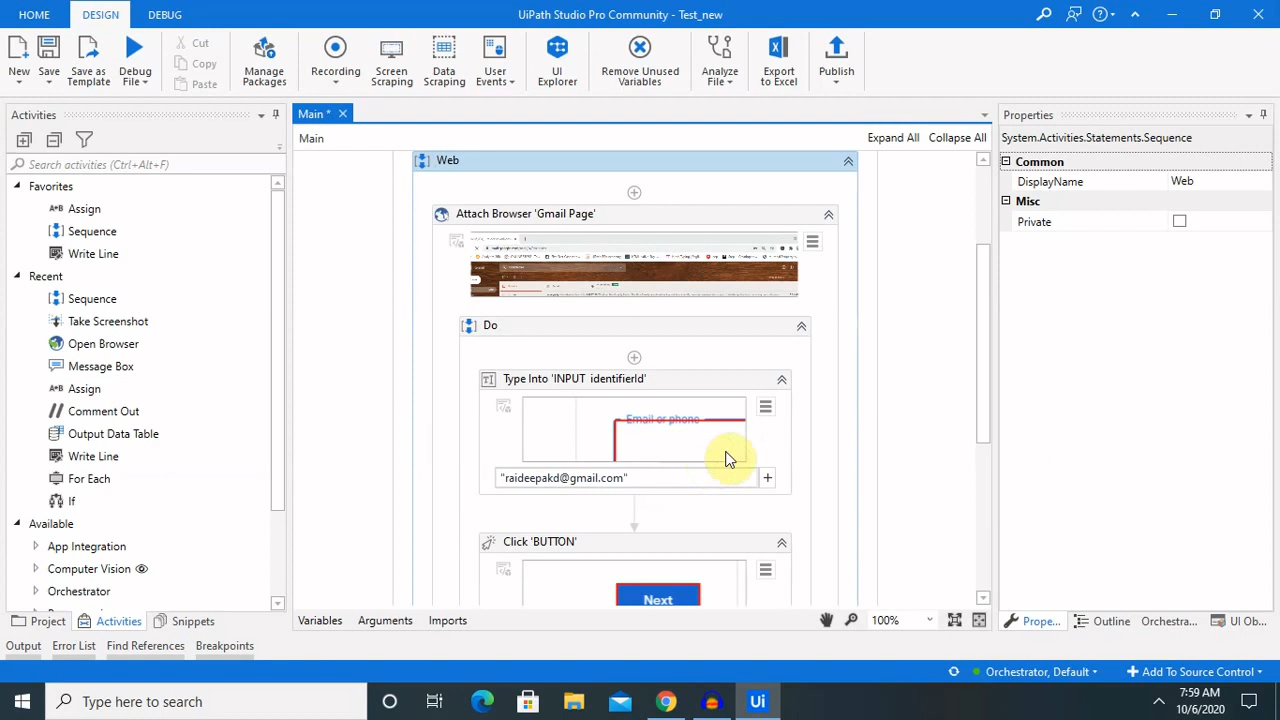 HOME DESIGN DEBUG UiPath Studio Pro Community - Test_new
New Save Save as Template Debug File Cut Copy Paste Manage Packages Recording Screen Scraping Data Scraping User Events UI Explorer Remove Unused Variables Analyze File Export to Excel Publish
Activities
Search activities (Ctrl+Alt+F)
Favorites
Assign
Sequence
Write Line
Recent
Sequence
Take Screenshot
Open Browser
Message Box
Assign
Comment Out
Output Data Table
Write Line
For Each
If
Available
App Integration
Computer Vision
Orchestrator
Project Activities Snippets
Main *
Main Expand All Collapse All
Web
Attach Browser 'Gmail Page'
Do
Type Into 'INPUT identifierId'
Email or phone
"raideepakd@gmail.com"
Click 'BUTTON'
Next
Variables Arguments Imports 100%
Properties
System.Activities.Statements.Sequence
Common
DisplayName Web
Misc
Private
Prope... Outline Orchestra... UI Ob...
Output Error List Find References Breakpoints
Orchestrator, Default Add To Source Control
Type here to search
Ui
7:59 AM
10/6/2020